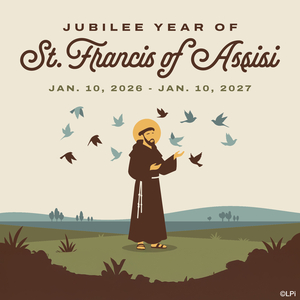 JUBILEE YEAR OF
St. Francis of Assisi
JAN. 10, 2026 - JAN. 10, 2027
©LPi